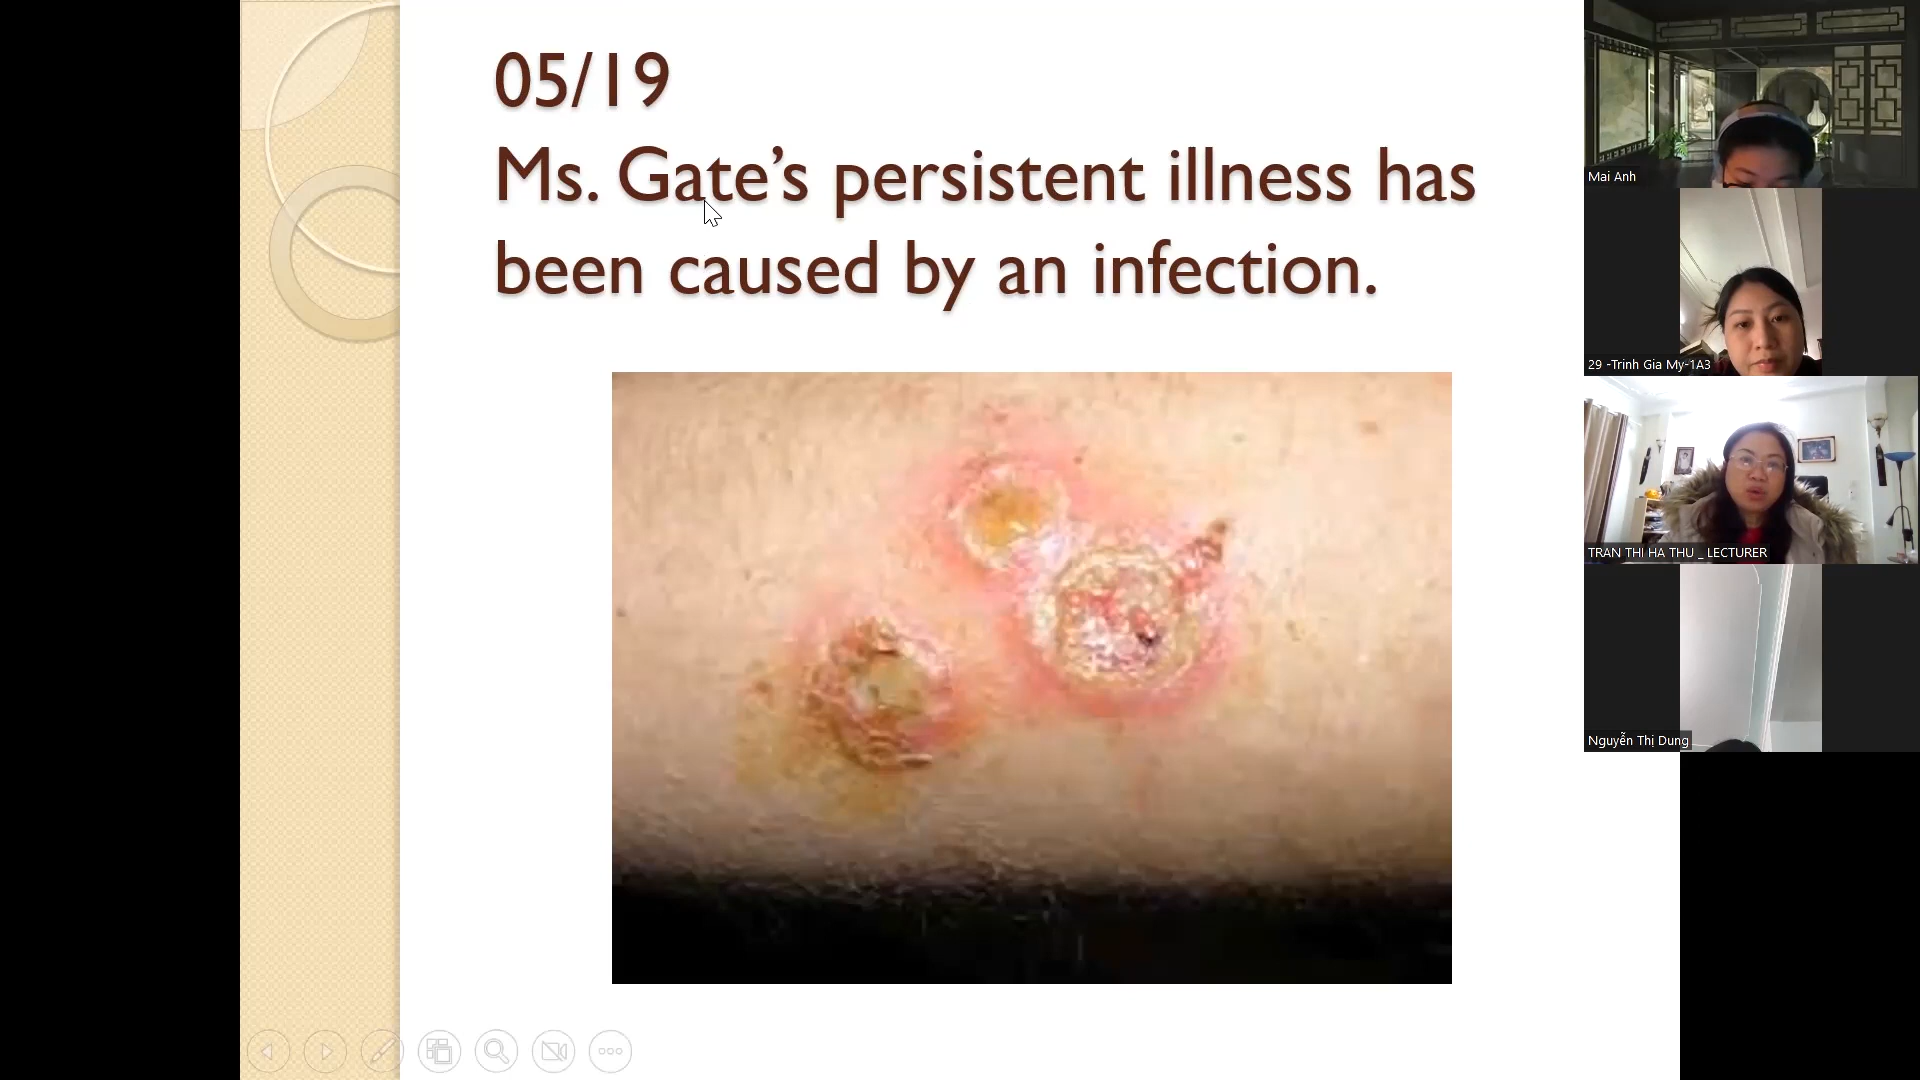 05/19
Ms. Gate’s persistent illness has
been caused by an infection.
Mai Anh
29 -Trinh Gia My-1A3
TRAN THI HA THU _ LECTURER
Nguyễn Thị Dung